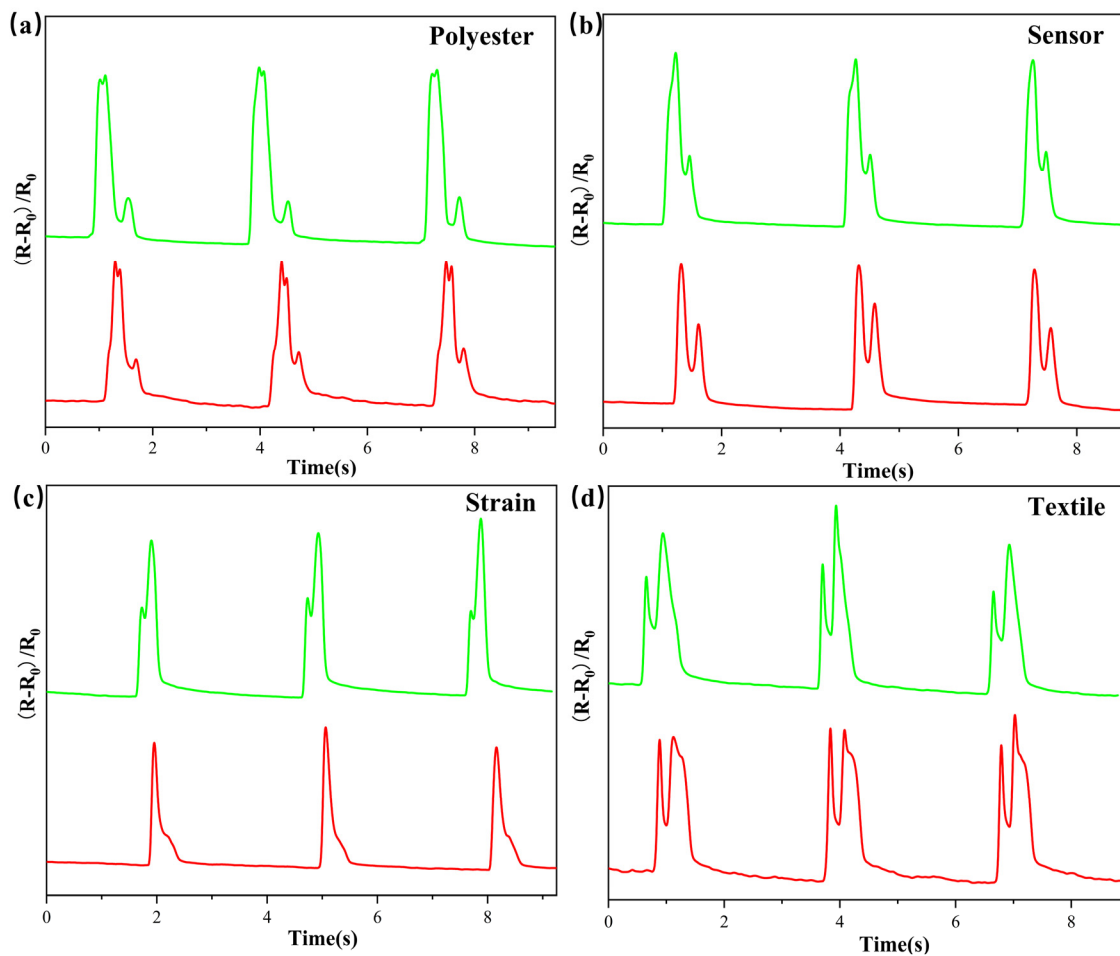 (a)
Polyester
(R-R0)/R0
0 2 4 6 8
Time(s)
(b)
Sensor
(R-R0)/R0
0 2 4 6 8
Time(s)
(c)
Strain
(R-R0)/R0
0 2 4 6 8
Time(s)
(d)
Textile
(R-R0)/R0
0 2 4 6 8
Time(s)